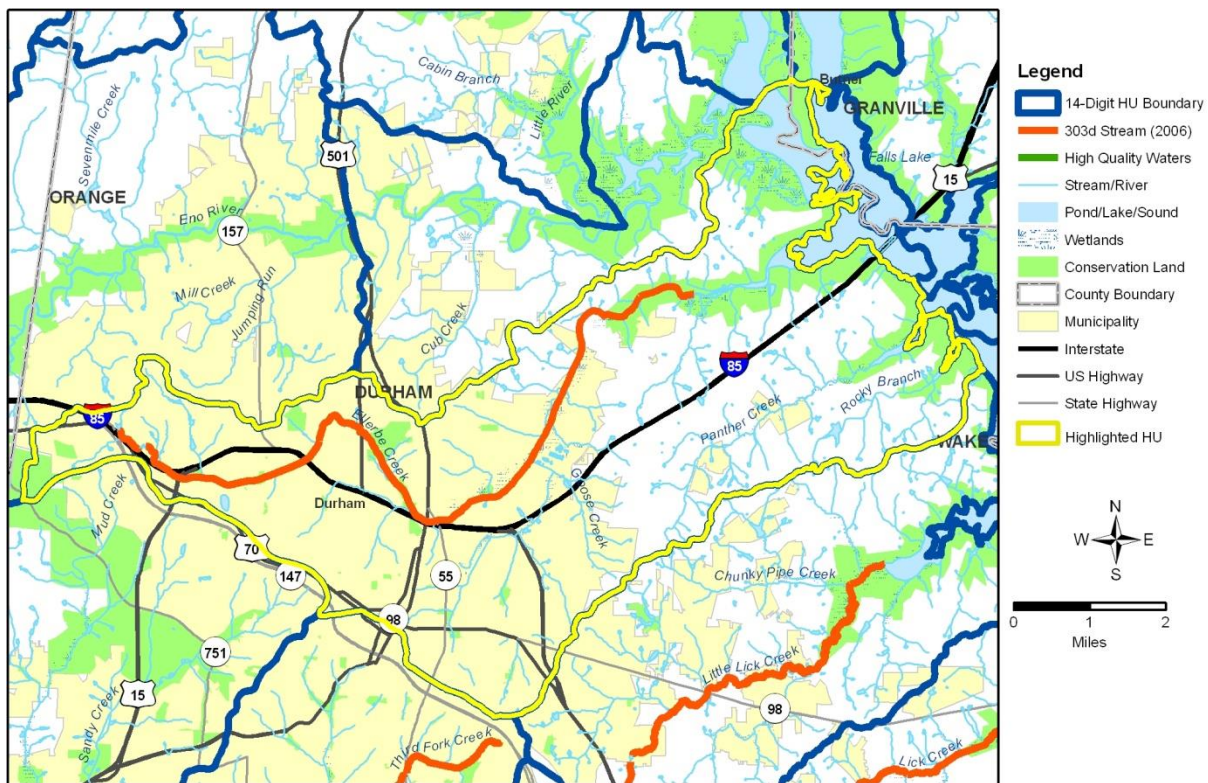 Cabin Branch
Little River
Butner
GRANVILLE
Sevenmile Creek
501
Falls Lake
15
ORANGE
Eno River
157
Mill Creek
Jumping Run
Cub Creek
85
DURHAM
Rocky Branch
85
Ellerbe Creek
Panther Creek
WAKE
Goose Creek
Durham
Mud Creek
70
147
55
Chunky Pipe Creek
98
751
Little Lick Creek
15
98
Sandy Creek
Third Fork Creek
Lick Creek
Legend
14-Digit HU Boundary
303d Stream (2006)
High Quality Waters
Stream/River
Pond/Lake/Sound
Wetlands
Conservation Land
County Boundary
Municipality
Interstate
US Highway
State Highway
Highlighted HU
N
W E
S
0 1 2
Miles